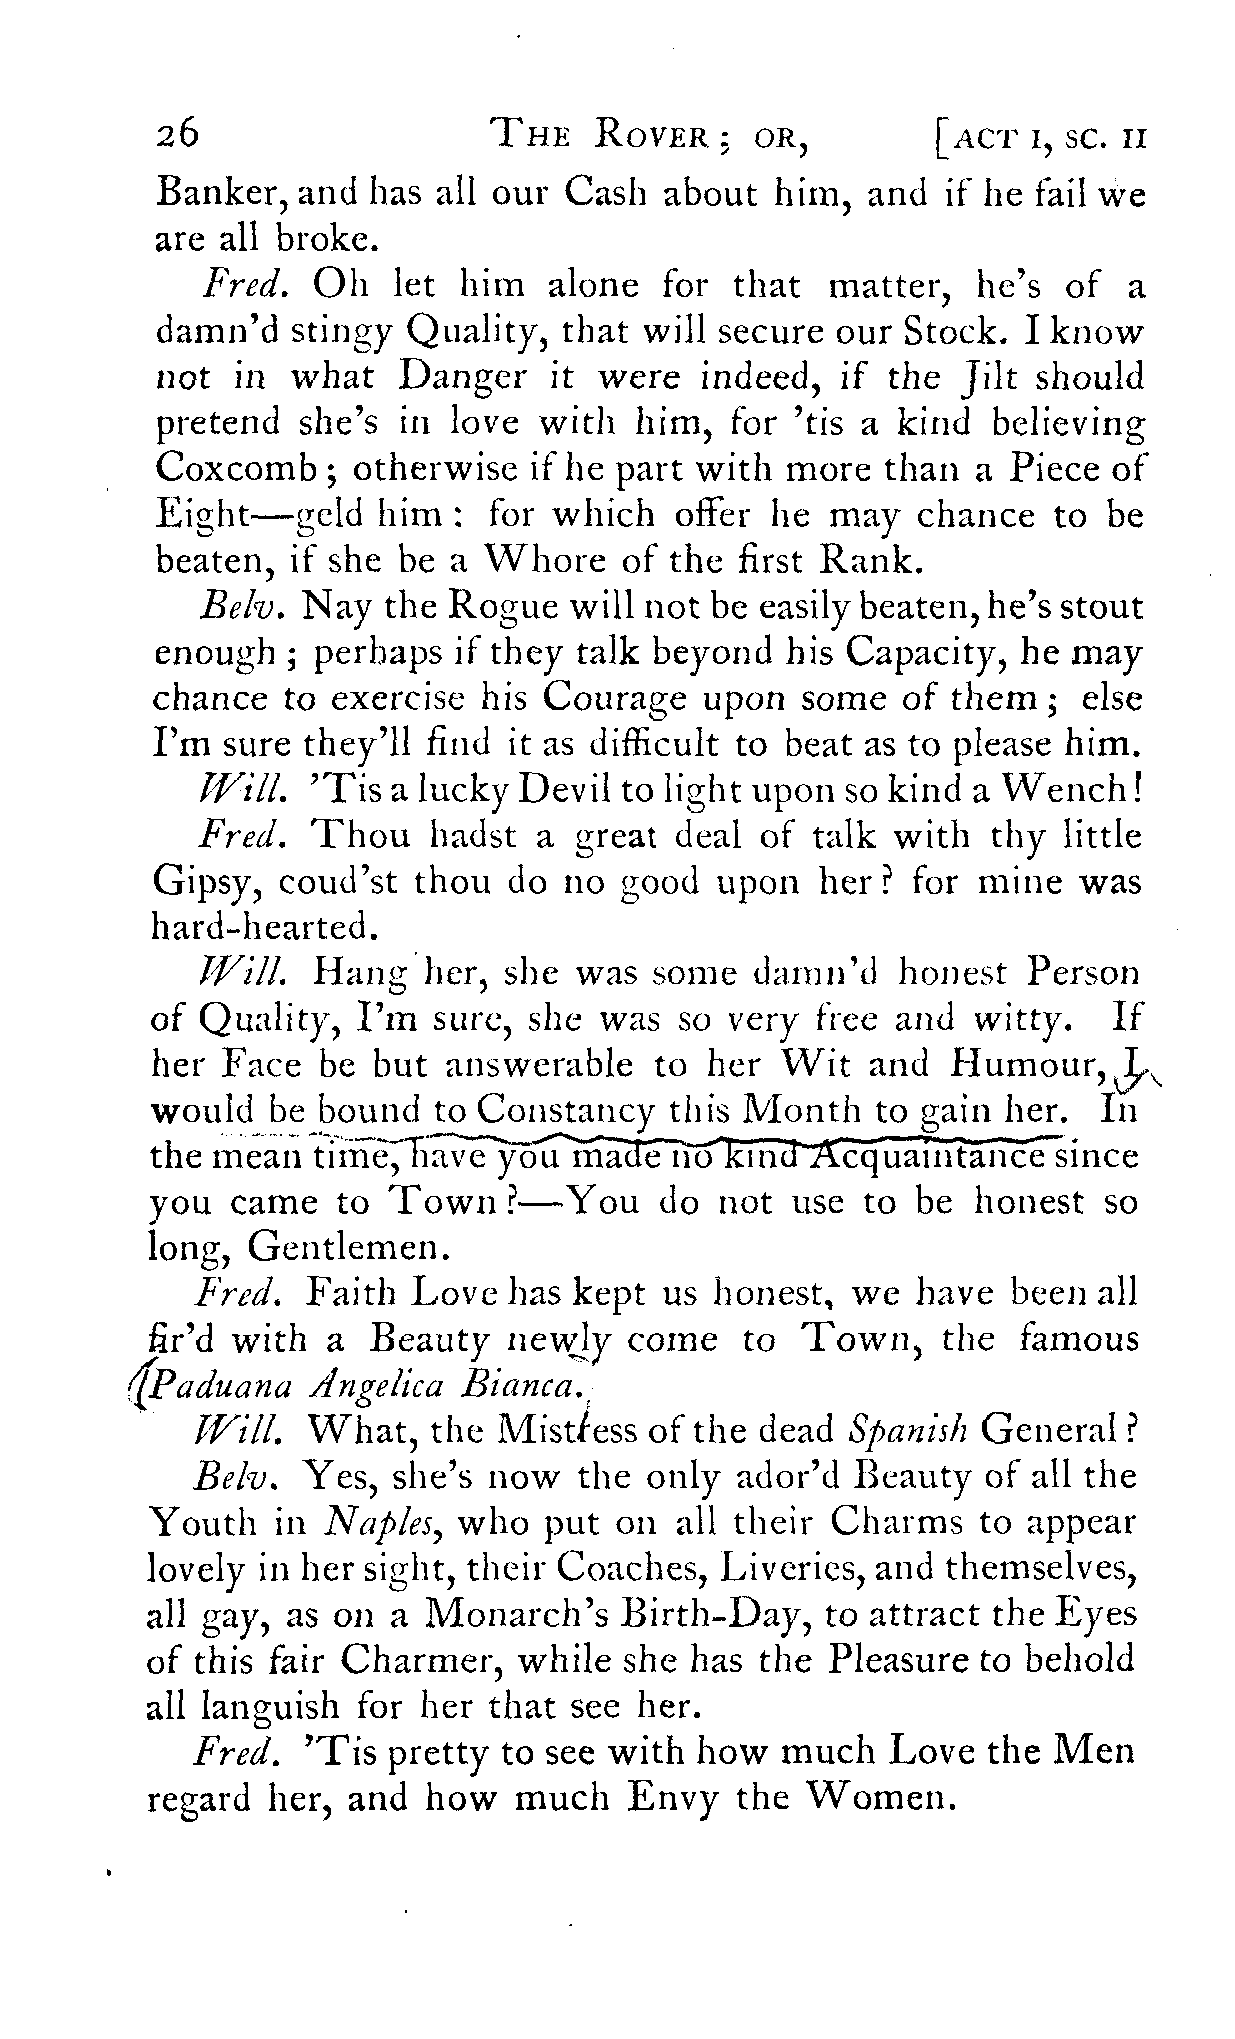 26 THE ROVER ; OR, [ACT I, SC. II
Banker, and has all our Cash about him, and if he fail we
are all broke.
Fred. Oh let him alone for that matter, he's of a
damn'd stingy Quality, that will secure our Stock. I know
not in what Danger it were indeed, if the Jilt should
pretend she's in love with him, for 'tis a kind believing
Coxcomb ; otherwise if he part with more than a Piece of
Eight—geld him : for which offer he may chance to be
beaten, if she be a Whore of the first Rank.
Belv. Nay the Rogue will not be easily beaten, he's stout
enough ; perhaps if they talk beyond his Capacity, he may
chance to exercise his Courage upon some of them ; else
I'm sure they'll find it as difficult to beat as to please him.
Will. 'Tis a lucky Devil to light upon so kind a Wench!
Fred. Thou hadst a great deal of talk with thy little
Gipsy, coud'st thou do no good upon her ? for mine was
hard-hearted.
Will. Hang her, she was some damn'd honest Person
of Quality, I'm sure, she was so very free and witty. If
her Face be but answerable to her Wit and Humour, I
would be bound to Constancy this Month to gain her. In
the mean time, have you made no kind Acquaintance since
you came to Town ?—You do not use to be honest so
long, Gentlemen.
Fred. Faith Love has kept us honest, we have been all
fir'd with a Beauty newly come to Town, the famous
Paduana Angelica Bianca.
Will. What, the Mistress of the dead Spanish General ?
Belv. Yes, she's now the only ador'd Beauty of all the
Youth in Naples, who put on all their Charms to appear
lovely in her sight, their Coaches, Liveries, and themselves,
all gay, as on a Monarch's Birth-Day, to attract the Eyes
of this fair Charmer, while she has the Pleasure to behold
all languish for her that see her.
Fred. 'Tis pretty to see with how much Love the Men
regard her, and how much Envy the Women.